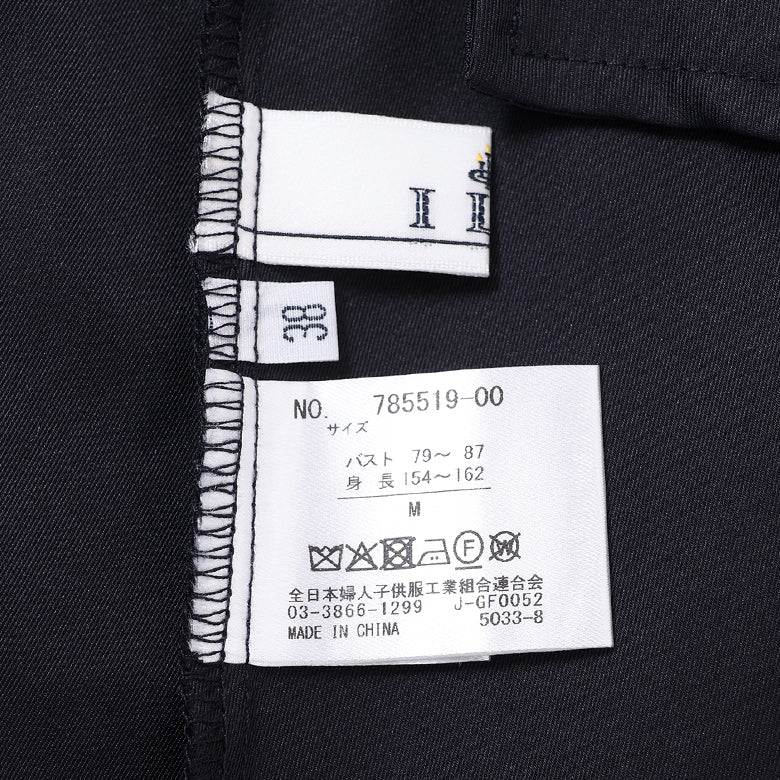 I
38
NO. 785519-00
サイズ
バスト 79～ 87
身 長 154～162
M
F W
全日本婦人子供服工業組合連合会
03-3866-1299 J-GF0052
5033-8
MADE IN CHINA